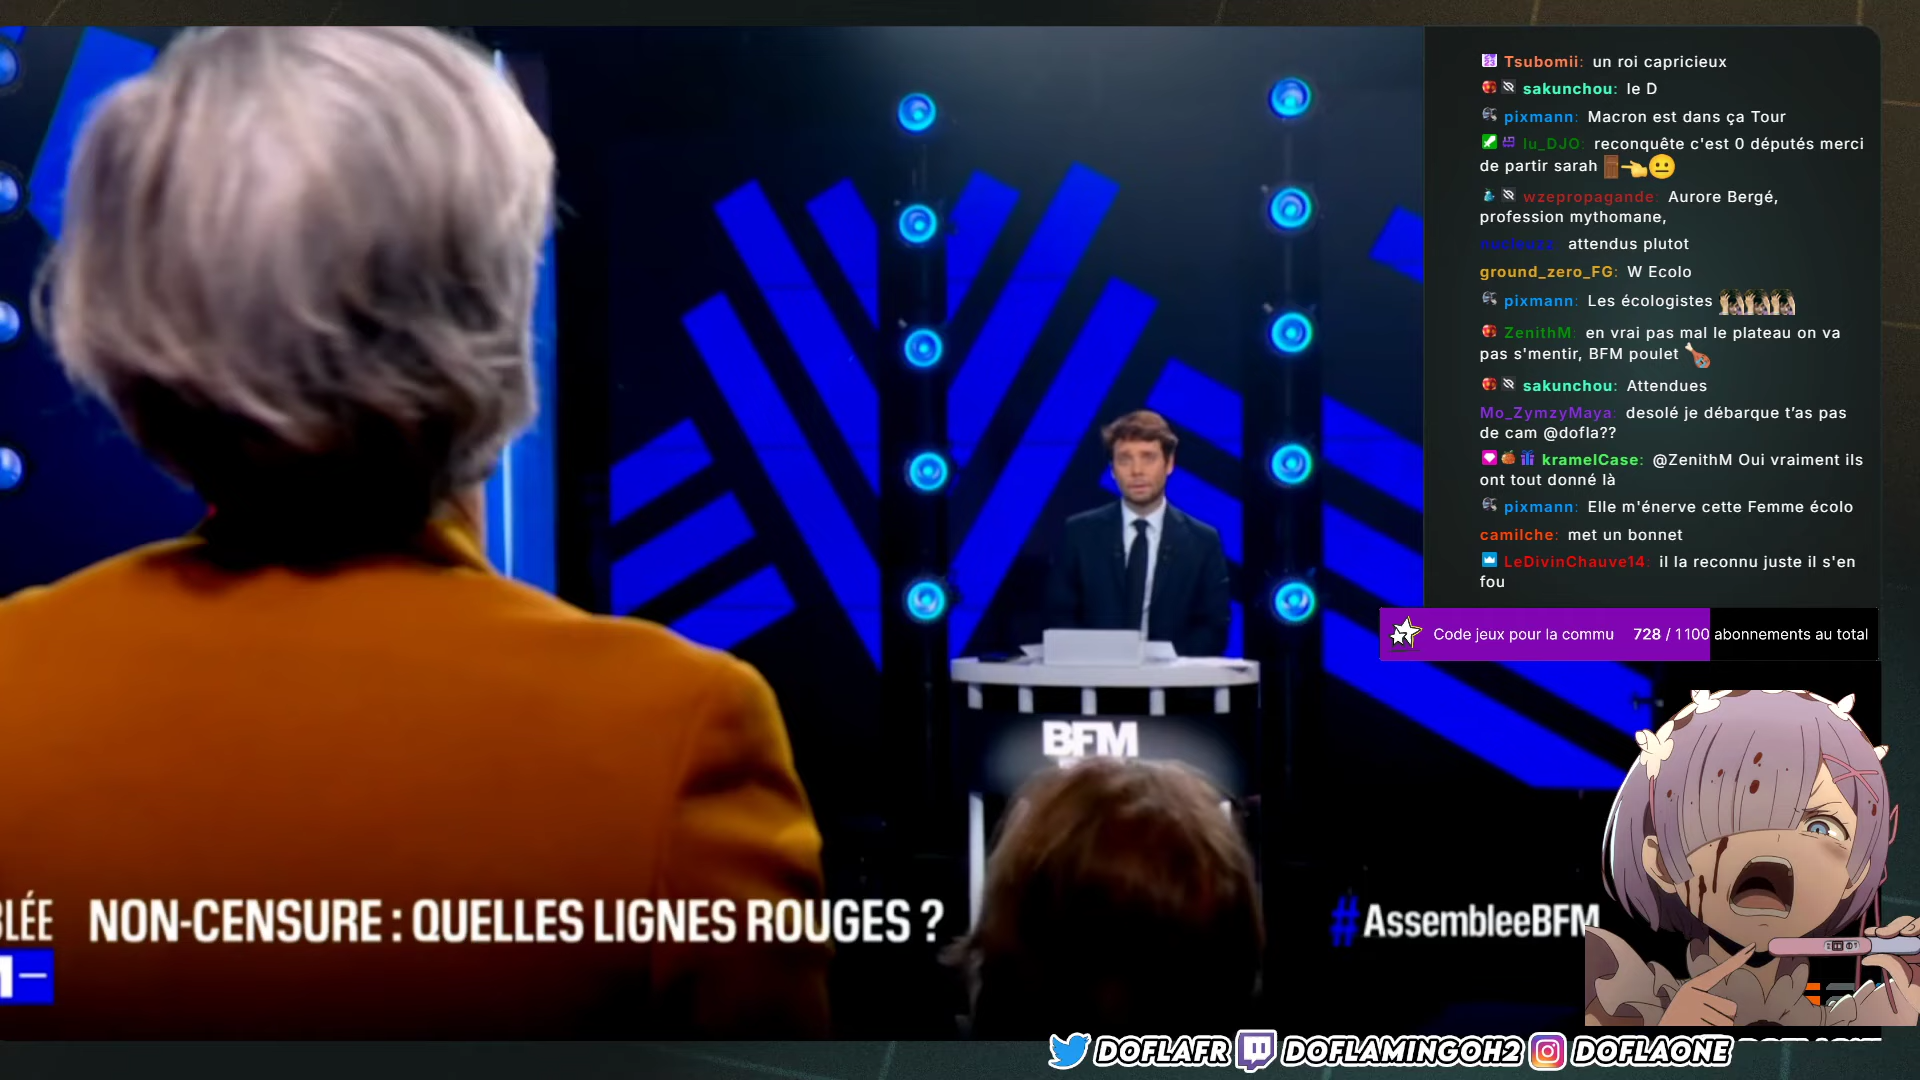 Tsubomii: un roi capricieux
sakunchou: le D
pixmann: Macron est dans ça Tour
lu_DJO: reconquête c'est 0 députés merci
de partir sarah
wzepropagande: Aurore Bergé,
profession mythomane,
attendus plutot
ground_zero_FG: W Ecolo
pixmann: Les écologistes
ZenithM: en vrai pas mal le plateau on va
pas s'mentir, BFM poulet
sakunchou: Attendues
Mo_ZymzyMaya: desolé je débarque t'as pas
de cam @dofla??
kramelCase: @ZenithM Oui vraiment ils
ont tout donné là
pixmann: Elle m'énerve cette Femme écolo
camilche: met un bonnet
LeDivinChauve14: il la reconnu juste il s'en
fou
Code jeux pour la commu 728 / 1100 abonnements au total
BFM
BLÉE NON-CENSURE : QUELLES LIGNES ROUGES ?
#AssembleeBFM
DOFLAFR DOFLAMINGOH2 DOFLAONE